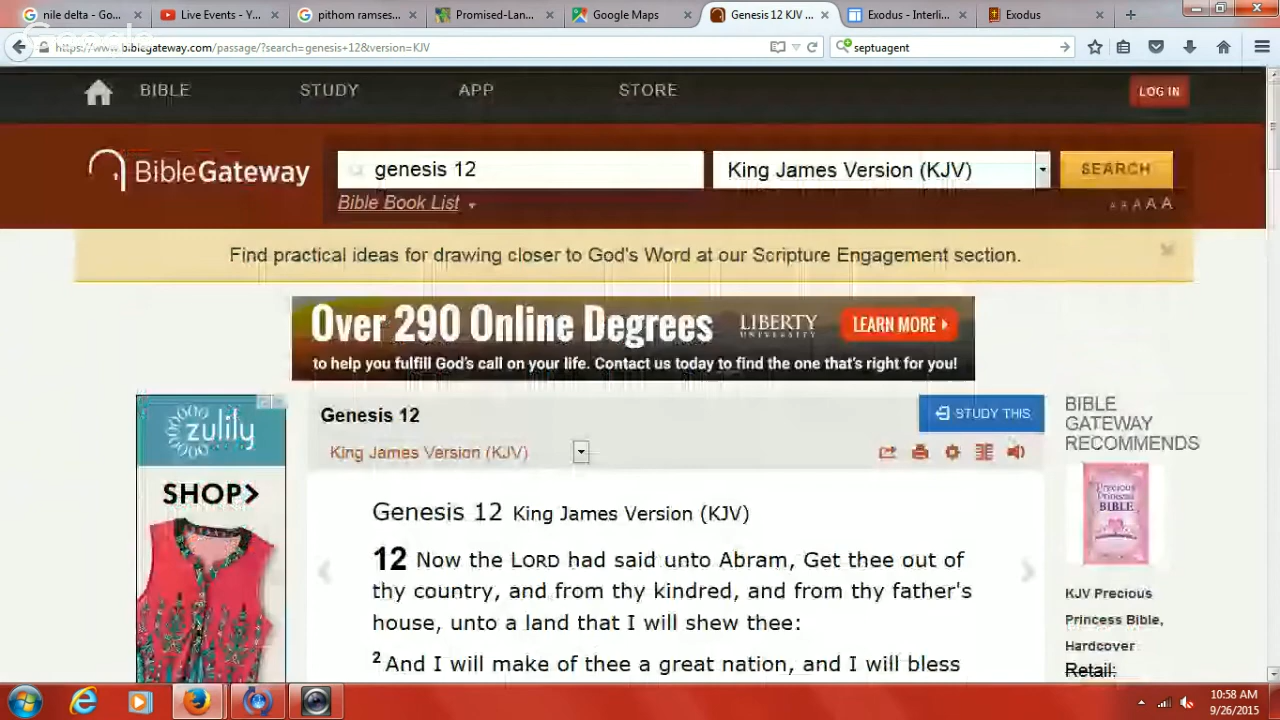 nile delta - Go...
Live Events - Y...
pithom ramses...
Promised-Lan...
Google Maps
Genesis 12 KJV ...
Exodus - Interli...
Exodus
Google
https://www.biblegateway.com/passage/?search=genesis+12&version=KJV
septuagent
BIBLE
STUDY
APP
STORE
LOG IN
BibleGateway
genesis 12
King James Version (KJV)
SEARCH
Bible Book List
A A A A A
Find practical ideas for drawing closer to God's Word at our Scripture Engagement section.
Over 290 Online Degrees
LIBERTY
UNIVERSITY
LEARN MORE
to help you fulfill God's call on your life. Contact us today to find the one that's right for you!
zulily
SHOP>
Genesis 12
STUDY THIS
King James Version (KJV)
Genesis 12 King James Version (KJV)
12 Now the LORD had said unto Abram, Get thee out of
thy country, and from thy kindred, and from thy father's
house, unto a land that I will shew thee:
2 And I will make of thee a great nation, and I will bless
BIBLE
GATEWAY
RECOMMENDS
Precious
Princess
BIBLE
KJV Precious
Princess Bible,
Hardcover
Retail:
10:58 AM
9/26/2015